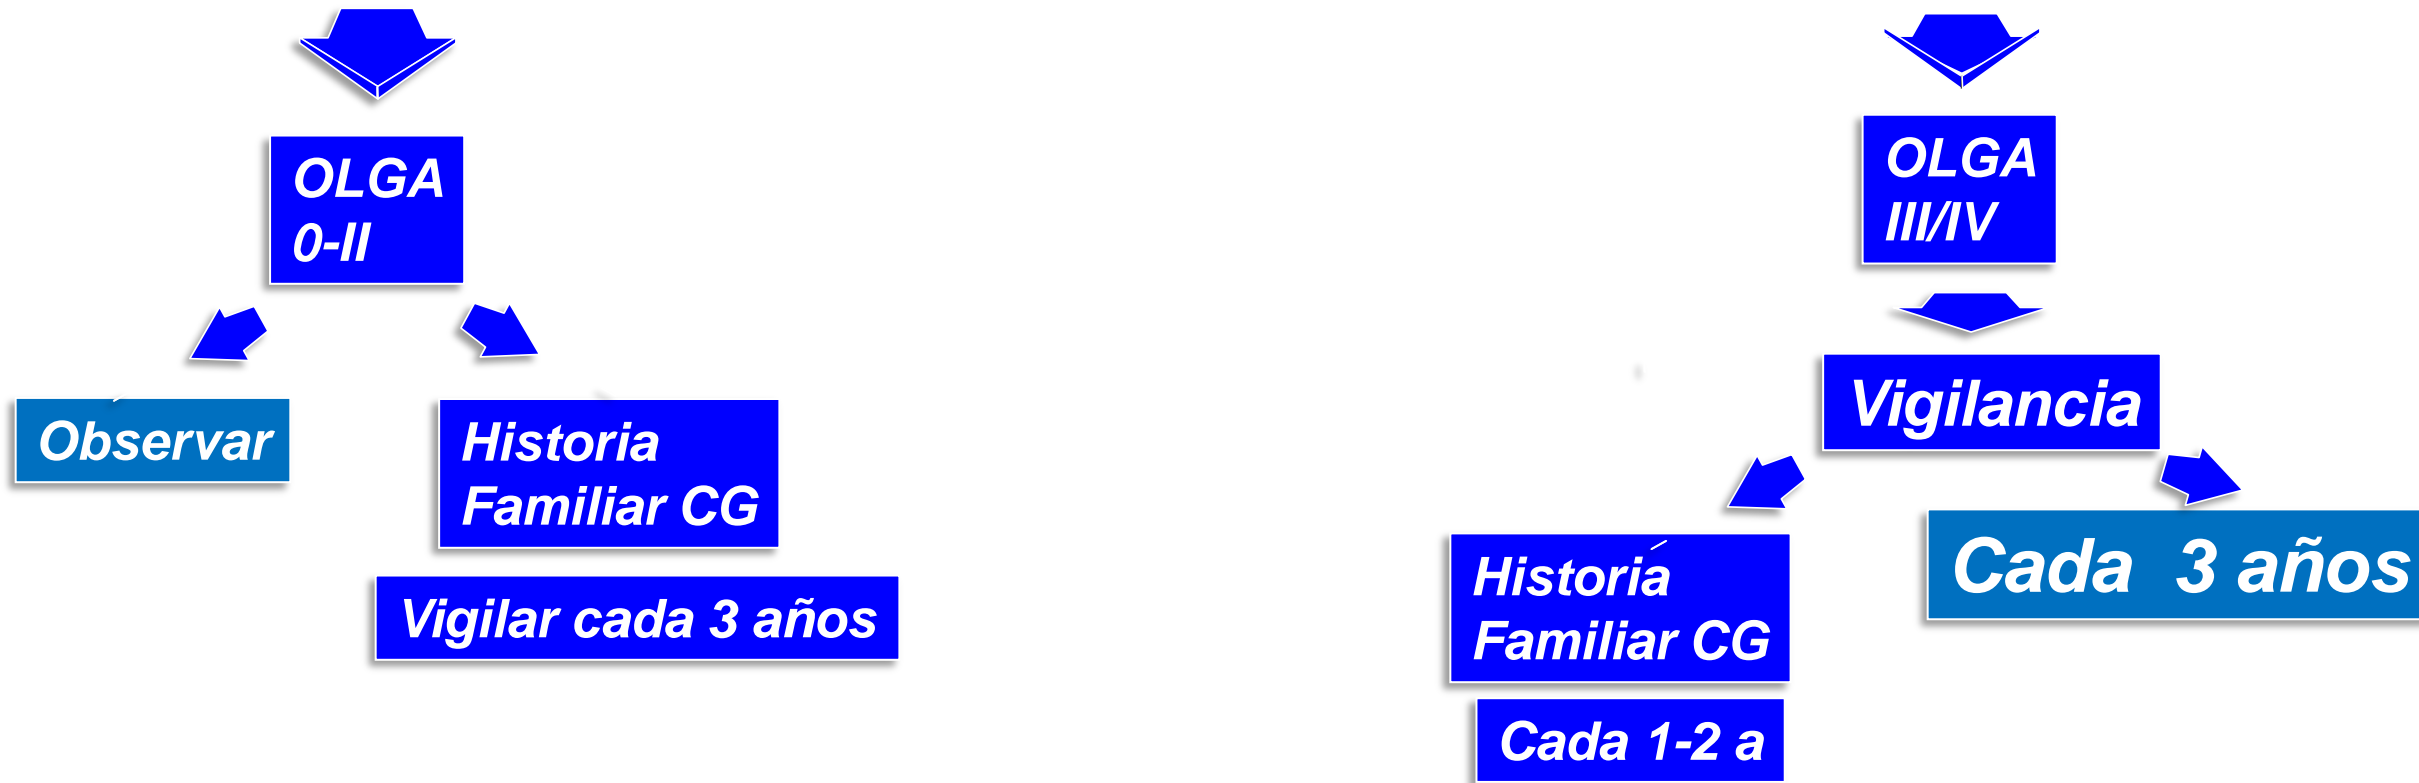 OLGA
0-II
Observar
Historia
Familiar CG
Vigilar cada 3 años
OLGA
III/IV
Vigilancia
Historia
Familiar CG
Cada 1-2 a
Cada 3 años